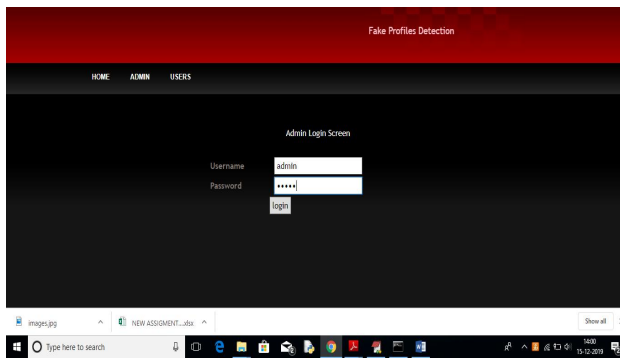 Fake Profiles Detection
HOME ADMIN USERS
Admin Login Screen
Username admin
Password •••••
login
images.jpg NEW ASSIGMENT....xlsx Show all
Type here to search
14:00
15-12-2019